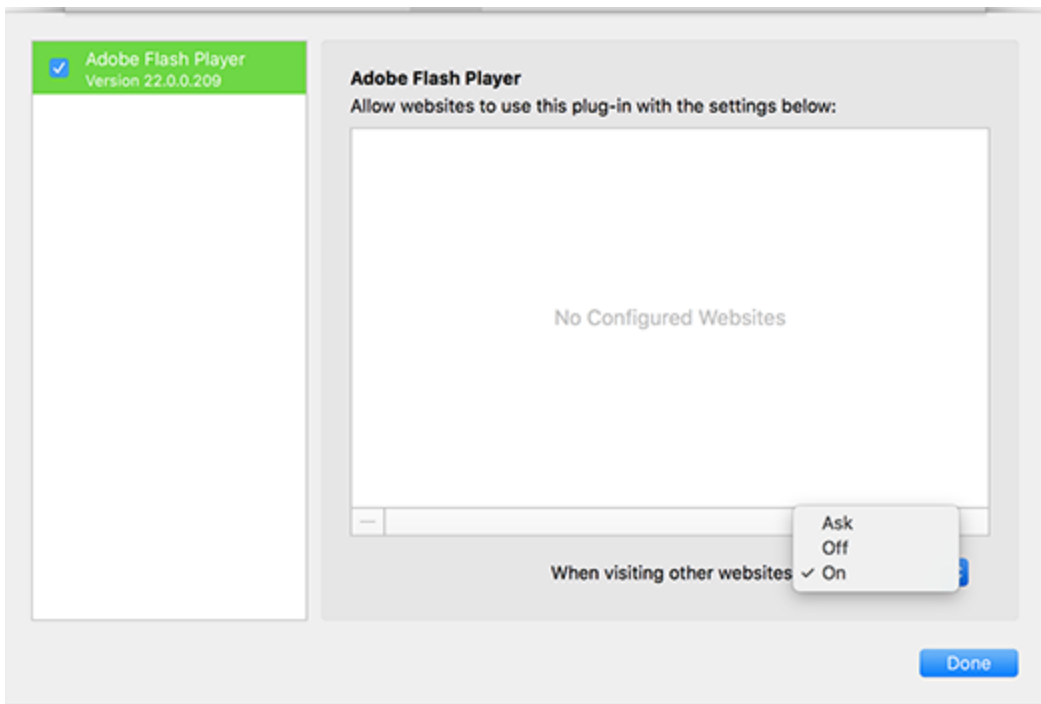 Adobe Flash Player
Version 22.0.0.209
Adobe Flash Player
Allow websites to use this plug-in with the settings below:
No Configured Websites
Ask
Off
When visiting other websites
On
Done